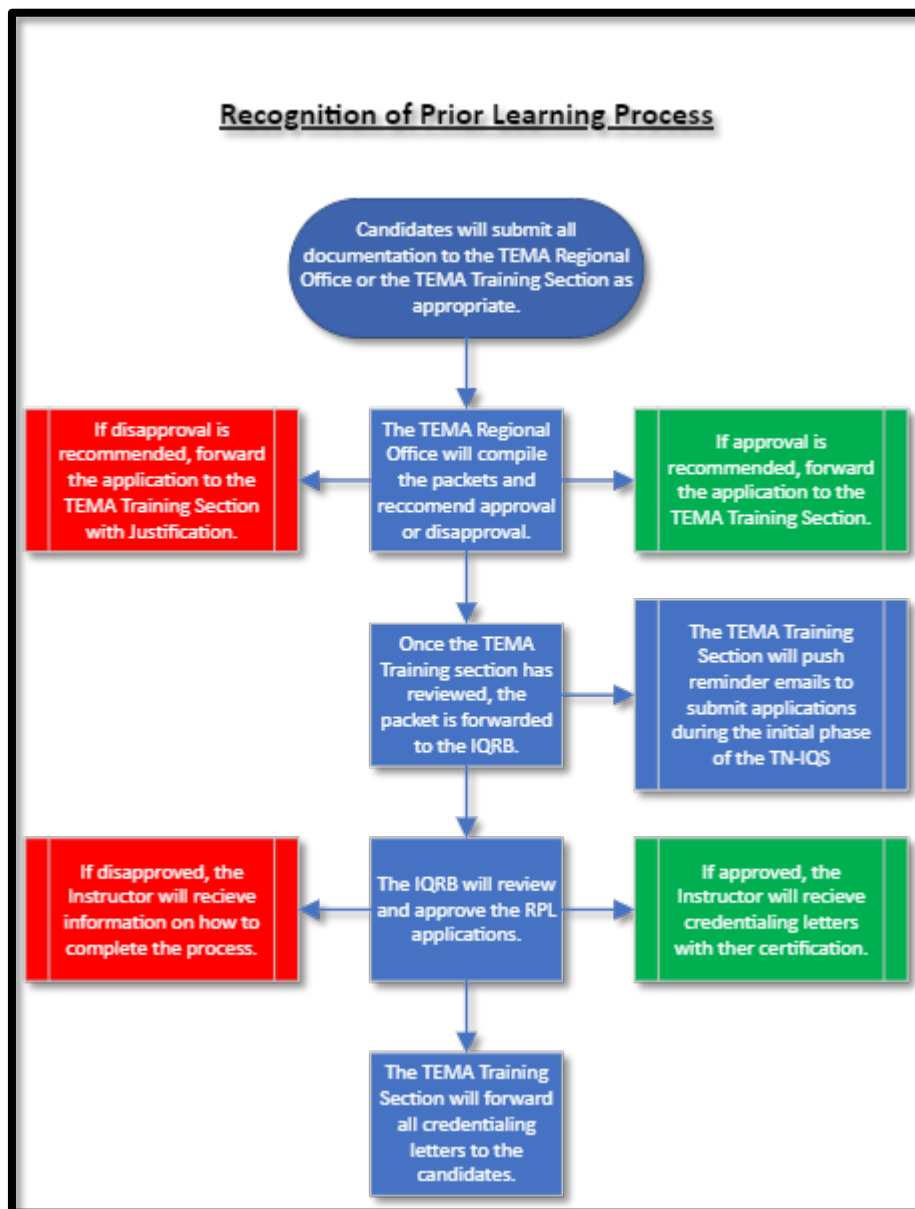 Recognition of Prior Learning Process
Candidates will submit all
documentation to the TEMA Regional
Office or the TEMA Training Section as
appropriate.
If disapproval is
recommended, forward
the application to the
TEMA Training Section
with Justification.
The TEMA Regional
Office will compile
the packets and
reccomend approval
or disapproval.
If approval is
recommended, forward
the application to the
TEMA Training Section.
Once the TEMA
Training section has
reviewed, the
packet is forwarded
to the IQRB.
The TEMA Training
Section will push
reminder emails to
submit applications
during the initial phase
of the TN-IQS
If disapproved, the
Instructor will recieve
information on how to
complete the process.
The IQRB will review
and approve the RPL
applications.
If approved, the
Instructor will recieve
credentialing letters
with ther certification.
The TEMA Training
Section will forward
all credentialing
letters to the
candidates.